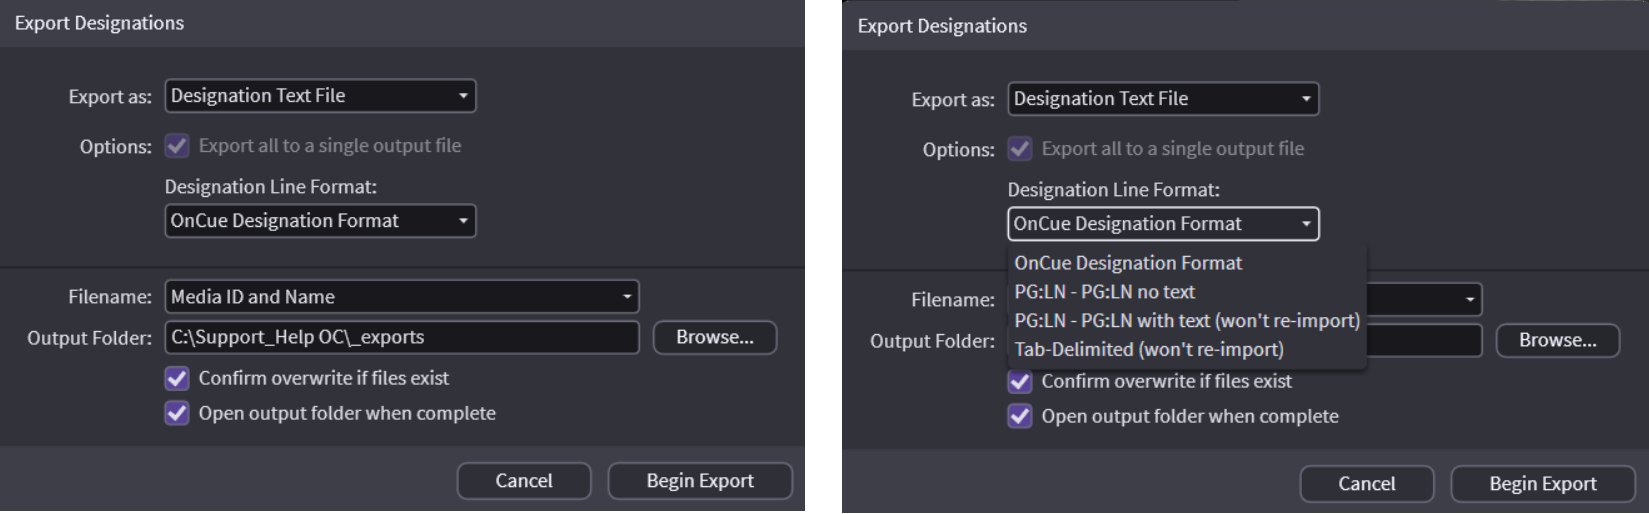 Export Designations
Export as: Designation Text File
Options: Export all to a single output file
Designation Line Format:
OnCue Designation Format
Filename: Media ID and Name
Output Folder: C:\Support_Help OC\_exports Browse...
Confirm overwrite if files exist
Open output folder when complete
Cancel Begin Export
Export Designations
Export as: Designation Text File
Options: Export all to a single output file
Designation Line Format:
OnCue Designation Format
OnCue Designation Format
PG:LN - PG:LN no text
Filename:
PG:LN - PG:LN with text (won't re-import)
Output Folder: Browse...
Tab-Delimited (won't re-import)
Confirm overwrite if files exist
Open output folder when complete
Cancel Begin Export